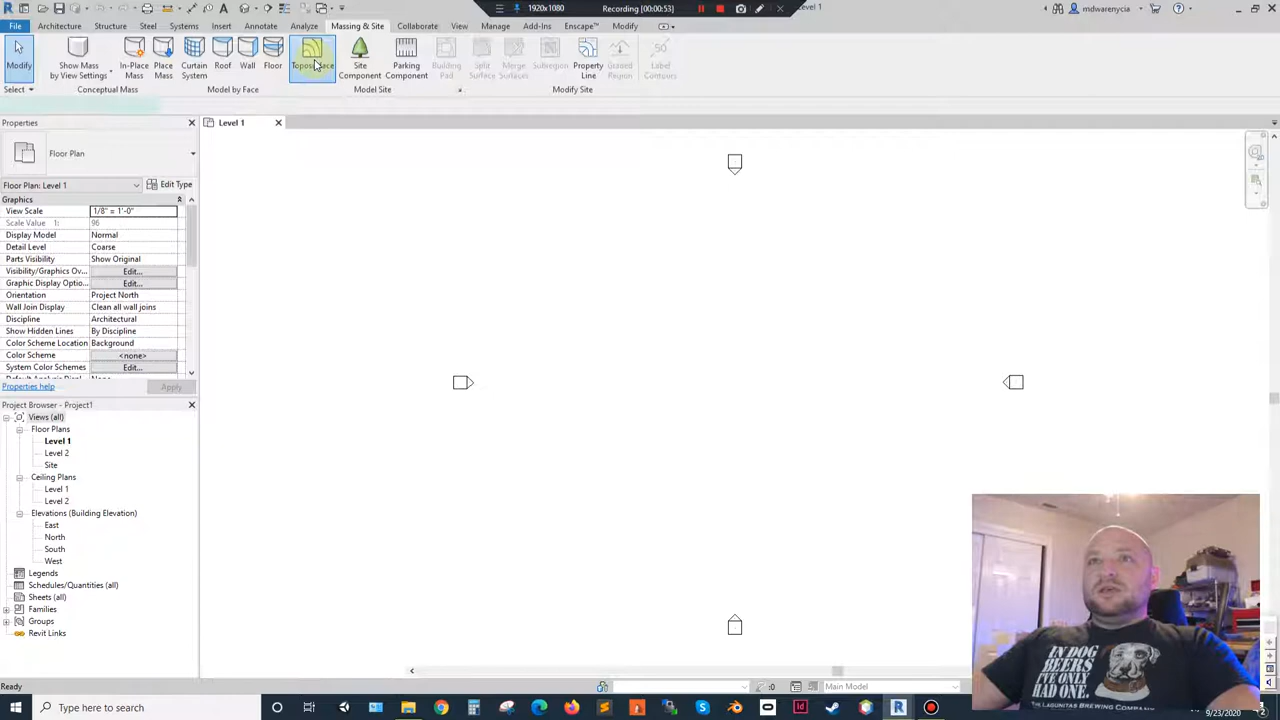 1920x1080
Recording [00:00:53]
Level 1
mdwarenycia
File
Architecture
Structure
Steel
Systems
Insert
Annotate
Analyze
Massing & Site
Collaborate
View
Manage
Add-Ins
Enscape™
Modify
Modify
Show Mass
by View Settings
In-Place
Mass
Place
Mass
Curtain
System
Roof
Wall
Floor
Site
Component
Parking
Component
Building
Pad
Split
Surface
Merge
Surfaces
Subregion
Property
Line
Graded
Region
50
Label
Contours
Select
Conceptual Mass
Model by Face
Model Site
Modify Site
Properties
Level 1
Floor Plan
Floor Plan: Level 1
Edit Type
Graphics
View Scale
1/8" = 1'-0"
Scale Value 1:
96
Display Model
Normal
Detail Level
Coarse
Parts Visibility
Show Original
Visibility/Graphics Ov...
Edit...
Graphic Display Optio...
Edit...
Orientation
Project North
Wall Join Display
Clean all wall joins
Discipline
Architectural
Show Hidden Lines
By Discipline
Color Scheme Location
Background
Color Scheme
<none>
System Color Schemes
Edit...
Properties help
Apply
Project Browser - Project1
Views (all)
Floor Plans
Level 1
Level 2
Site
Ceiling Plans
Level 1
Level 2
Elevations (Building Elevation)
East
North
South
West
Legends
Schedules/Quantities (all)
Sheets (all)
Families
Groups
Revit Links
IN DOG
BEERS
I'VE ONLY
HAD ONE.
THE LAGUNITAS BREWING COMPANY
Ready
:0
Main Model
Type here to search
9/23/2020